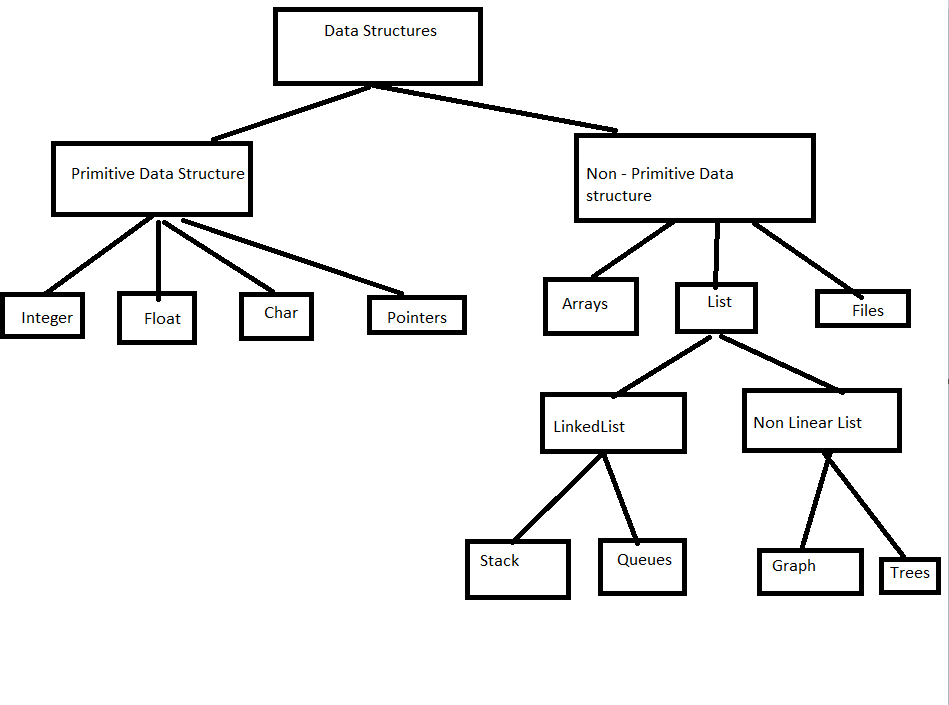 Data Structures
Primitive Data Structure
Non - Primitive Data
structure
Integer
Float
Char
Pointers
Arrays
List
Files
LinkedList
Non Linear List
Stack
Queues
Graph
Trees